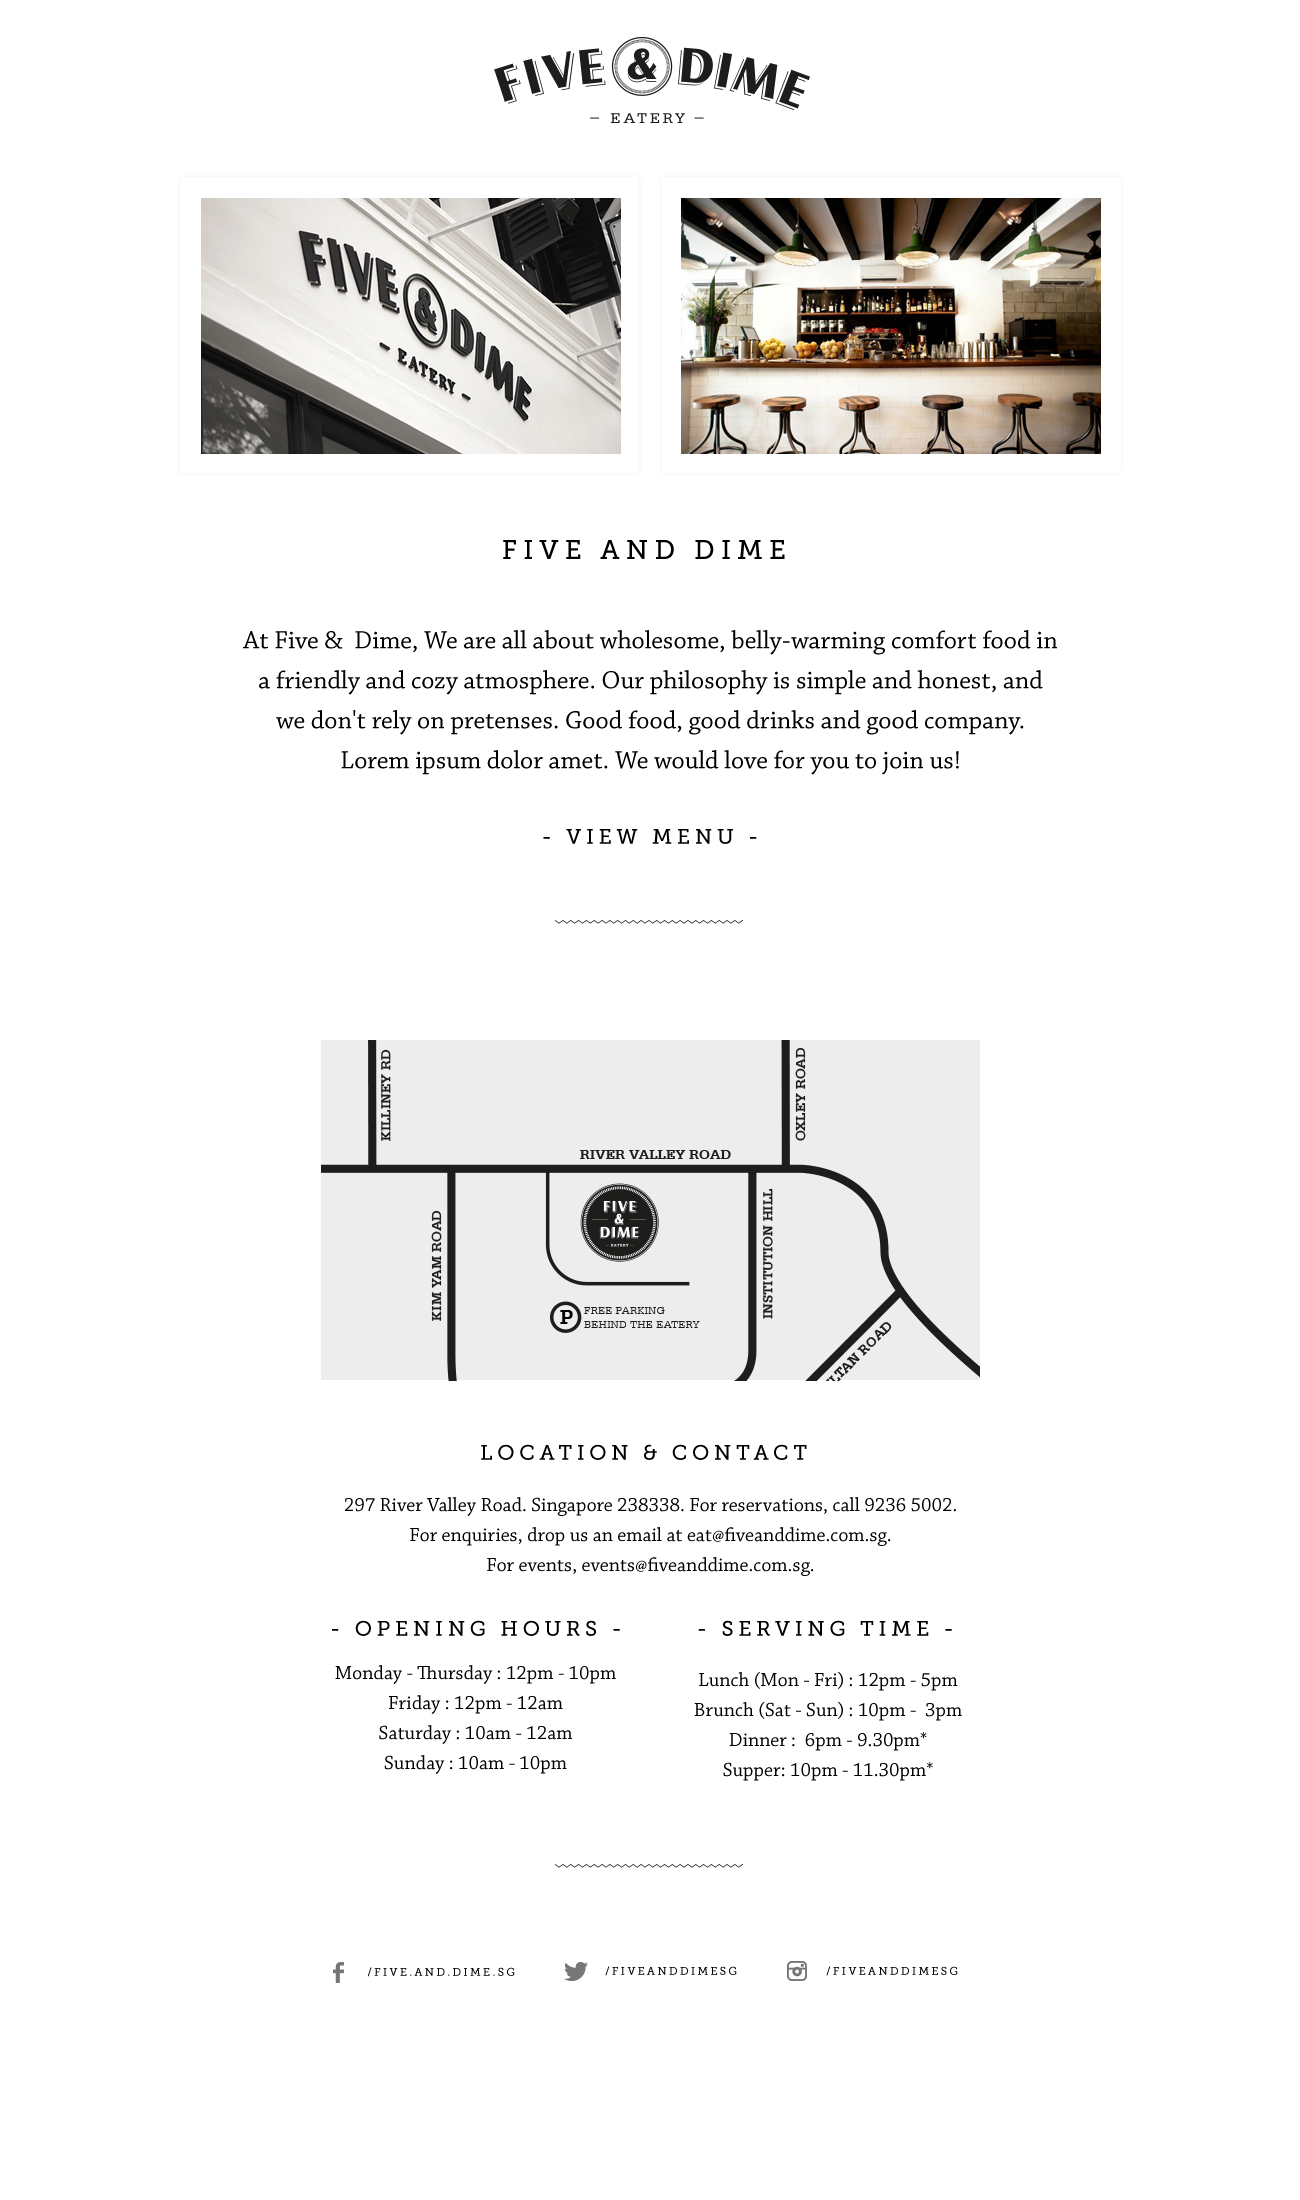 FIVE & DIME
– EATERY –
FIVE & DIME
– EATERY –
FIVE AND DIME
At Five &  Dime, We are all about wholesome, belly-warming comfort food in
a friendly and cozy atmosphere. Our philosophy is simple and honest, and
we don't rely on pretenses. Good food, good drinks and good company.
Lorem ipsum dolor amet. We would love for you to join us!
- VIEW MENU -
KILLINEY RD
OXLEY ROAD
RIVER VALLEY ROAD
KIM YAM ROAD
FIVE
&
DIME
- EATERY -
INSTITUTION HILL
P
FREE PARKING
BEHIND THE EATERY
LTAN ROAD
LOCATION & CONTACT
297 River Valley Road. Singapore 238338. For reservations, call 9236 5002.
For enquiries, drop us an email at eat@fiveanddime.com.sg.
For events, events@fiveanddime.com.sg.
- OPENING HOURS -
Monday - Thursday : 12pm - 10pm
Friday : 12pm - 12am
Saturday : 10am - 12am
Sunday : 10am - 10pm
- SERVING TIME -
Lunch (Mon - Fri) : 12pm - 5pm
Brunch (Sat - Sun) : 10pm -  3pm
Dinner :  6pm - 9.30pm*
Supper: 10pm - 11.30pm*
/FIVE.AND.DIME.SG
/FIVEANDDIMESG
/FIVEANDDIMESG